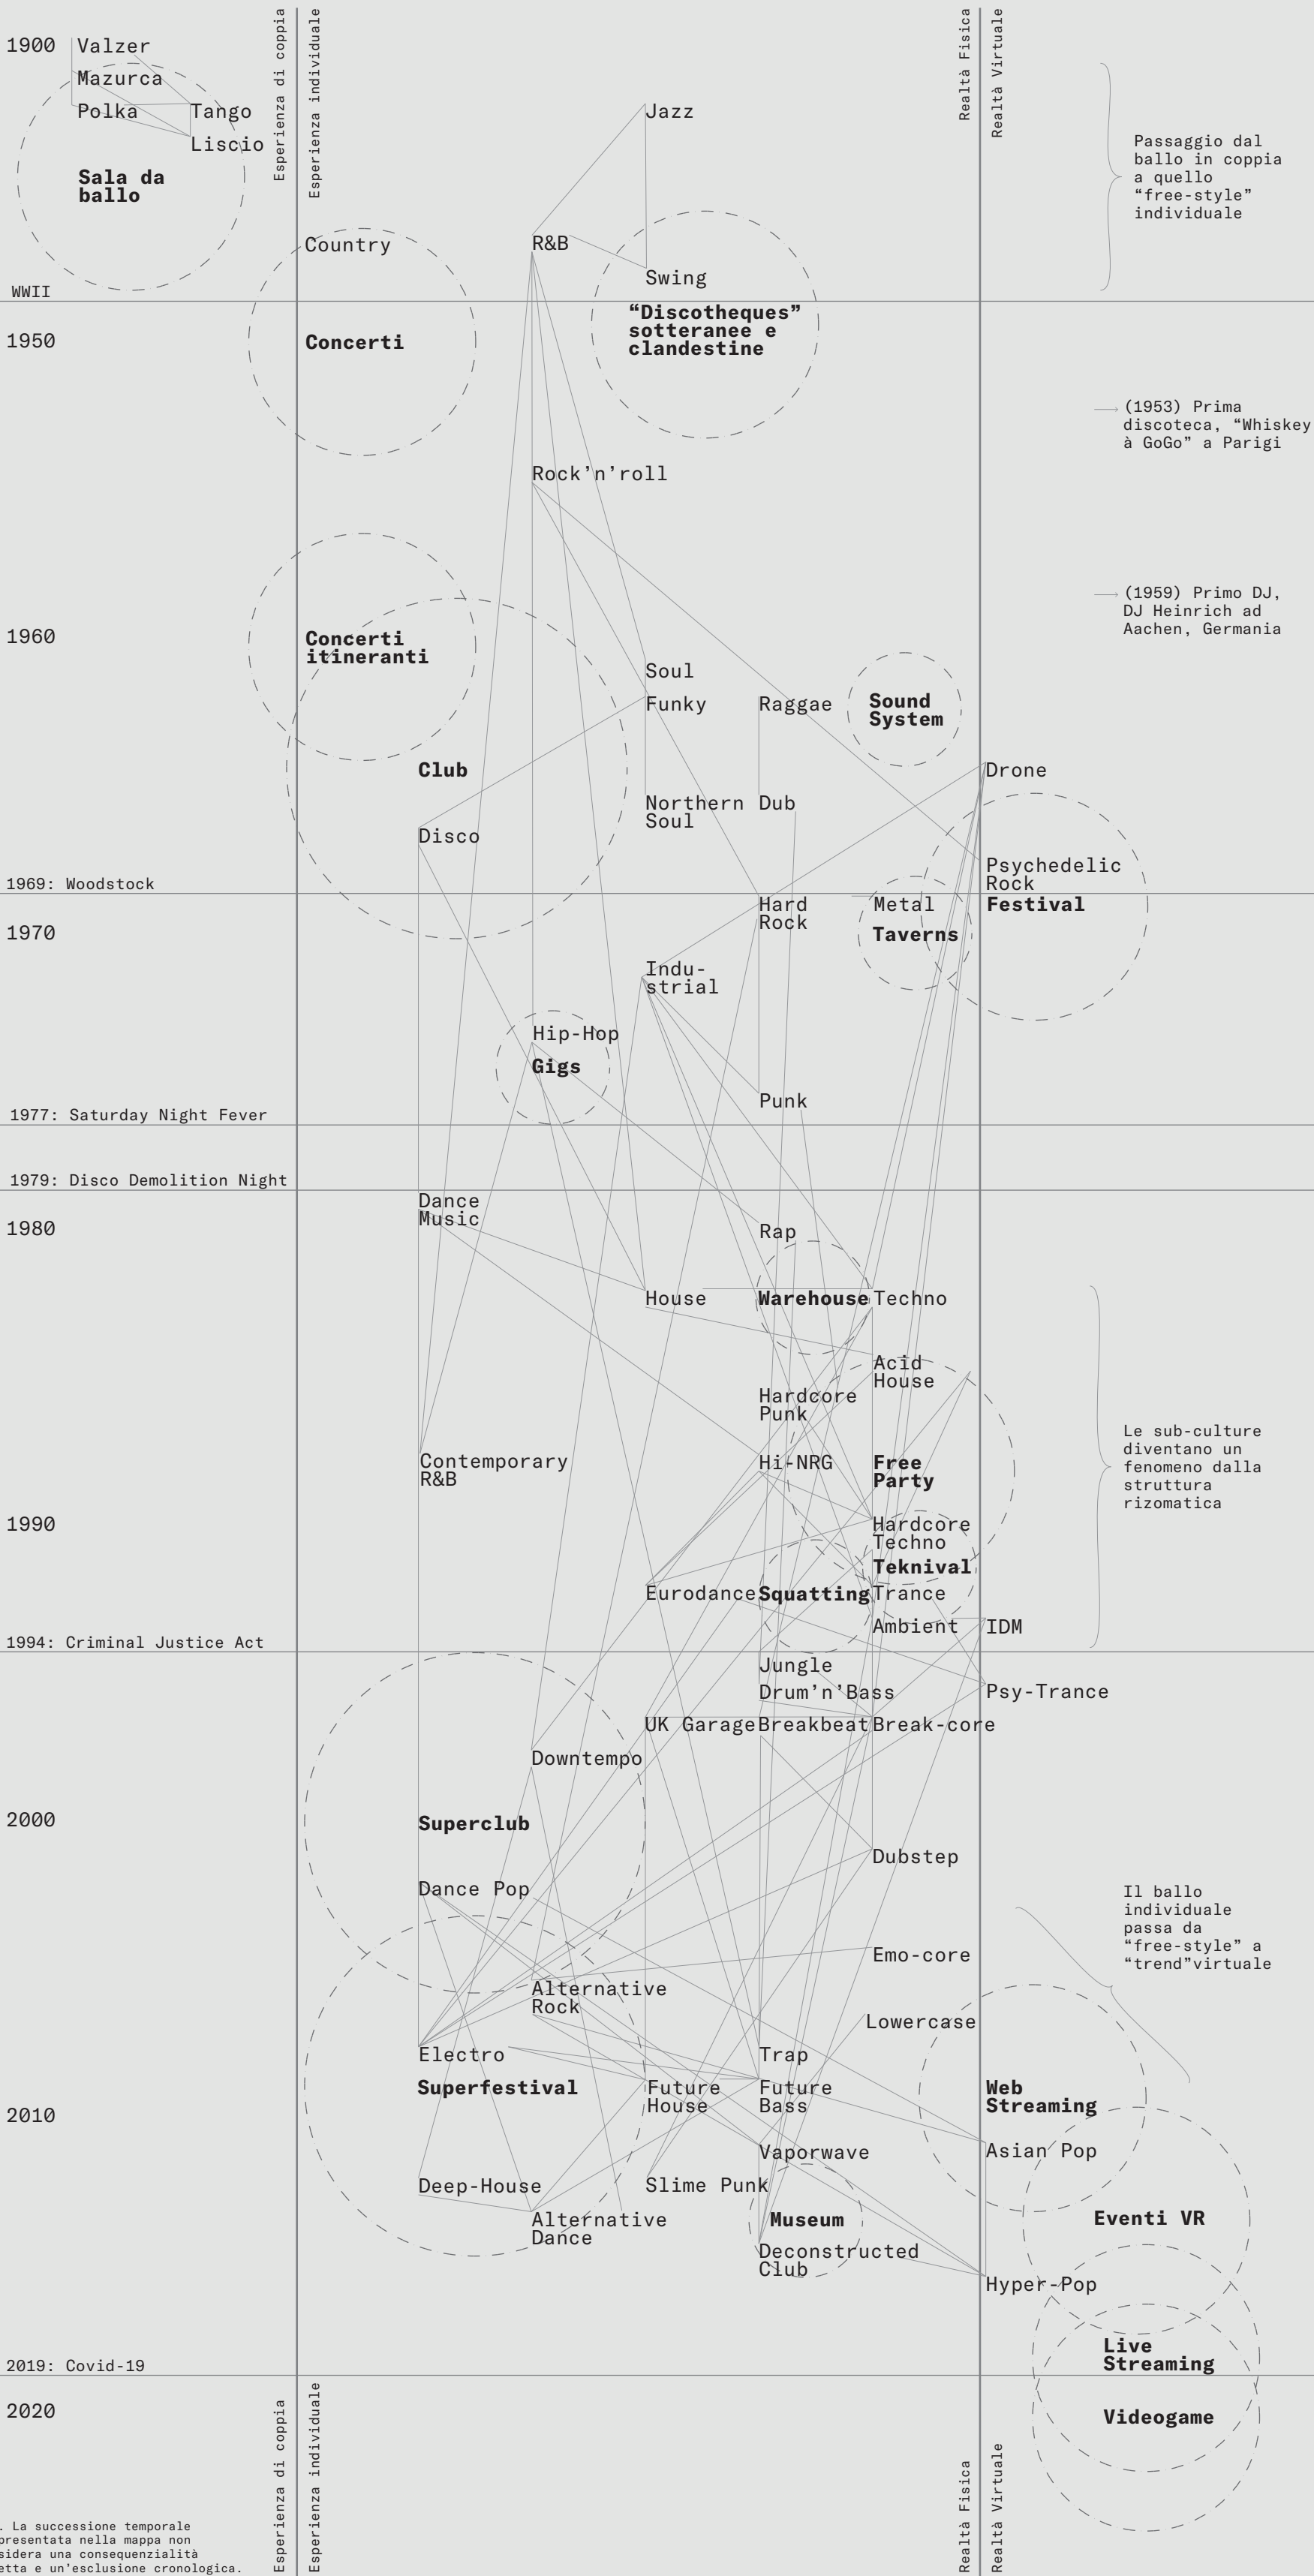 Esperienza di coppia
Esperienza individuale
Realtà Fisica
Realtà Virtuale
1900
Valzer
Mazurca
Polka
Tango
Liscio
Sala da
ballo
Jazz
Passaggio dal
ballo in coppia
a quello
“free-style”
individuale
Country
R&B
Swing
WWII
“Discotheques”
sotteranee e
clandestine
1950
Concerti
(1953) Prima
discoteca, “Whiskey
à GoGo” a Parigi
Rock’n’roll
(1959) Primo DJ,
DJ Heinrich ad
Aachen, Germania
1960
Concerti
itineranti
Soul
Funky
Raggae
Sound
System
Club
Drone
Northern
Soul
Dub
Disco
Psychedelic
Rock
1969: Woodstock
Hard
Rock
Metal
Festival
1970
Taverns
Indu-
strial
Hip-Hop
Gigs
Punk
1977: Saturday Night Fever
1979: Disco Demolition Night
Dance
Music
1980
Rap
House
Warehouse
Techno
Acid
House
Hardcore
Punk
Le sub-culture
diventano un
fenomeno dalla
struttura
rizomatica
Contemporary
R&B
Hi-NRG
Free
Party
1990
Hardcore
Techno
Teknival
Eurodance
Squatting
Trance
Ambient
IDM
1994: Criminal Justice Act
Jungle
Drum’n’Bass
Psy-Trance
UK Garage
Breakbeat
Break-core
Downtempo
2000
Superclub
Dubstep
Dance Pop
Il ballo
individuale
passa da
“free-style” a
“trend”virtuale
Emo-core
Alternative
Rock
Lowercase
Electro
Trap
Superfestival
Future
House
Future
Bass
Web
Streaming
2010
Vaporwave
Asian Pop
Deep-House
Slime Punk
Alternative
Dance
Museum
Eventi VR
Deconstructed
Club
Hyper-Pop
Live
Streaming
2019: Covid-19
2020
Videogame
Esperienza di coppia
Esperienza individuale
Realtà Fisica
Realtà Virtuale
. La successione temporale
presentata nella mappa non
sidera una consequenzialità
etta e un’esclusione cronologica.